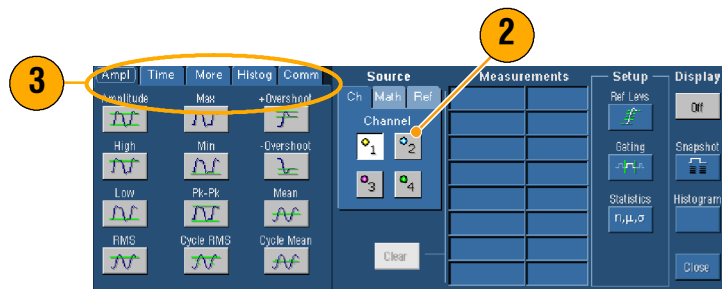 2
3
Ampl Time More Histog Comm
Source
Measurements
Setup
Display
Amplitude Max +Overshoot
Ch Math Ref
Ref Levs
Off
Channel
1 2
High Min -Overshoot
Gating
Snapshot
3 4
Low Pk-Pk Mean
Statistics
Histogram
n,μ,σ
RMS Cycle RMS Cycle Mean
Clear
Close